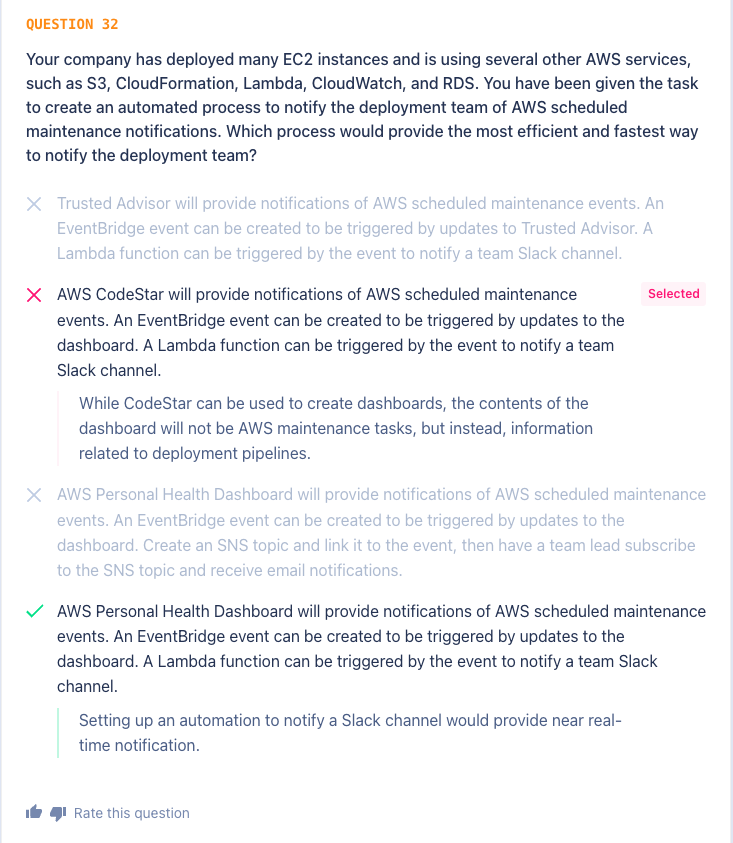 QUESTION 32
Your company has deployed many EC2 instances and is using several other AWS services,
such as S3, CloudFormation, Lambda, CloudWatch, and RDS. You have been given the task
to create an automated process to notify the deployment team of AWS scheduled
maintenance notifications. Which process would provide the most efficient and fastest way
to notify the deployment team?
Trusted Advisor will provide notifications of AWS scheduled maintenance events. An
EventBridge event can be created to be triggered by updates to Trusted Advisor. A
Lambda function can be triggered by the event to notify a team Slack channel.
AWS CodeStar will provide notifications of AWS scheduled maintenance
Selected
events. An EventBridge event can be created to be triggered by updates to the
dashboard. A Lambda function can be triggered by the event to notify a team
Slack channel.
While CodeStar can be used to create dashboards, the contents of the
dashboard will not be AWS maintenance tasks, but instead, information
related to deployment pipelines.
AWS Personal Health Dashboard will provide notifications of AWS scheduled maintenance
events. An EventBridge event can be created to be triggered by updates to the
dashboard. Create an SNS topic and link it to the event, then have a team lead subscribe
to the SNS topic and receive email notifications.
AWS Personal Health Dashboard will provide notifications of AWS scheduled maintenance
events. An EventBridge event can be created to be triggered by updates to the
dashboard. A Lambda function can be triggered by the event to notify a team Slack
channel.
Setting up an automation to notify a Slack channel would provide near real-
time notification.
Rate this question